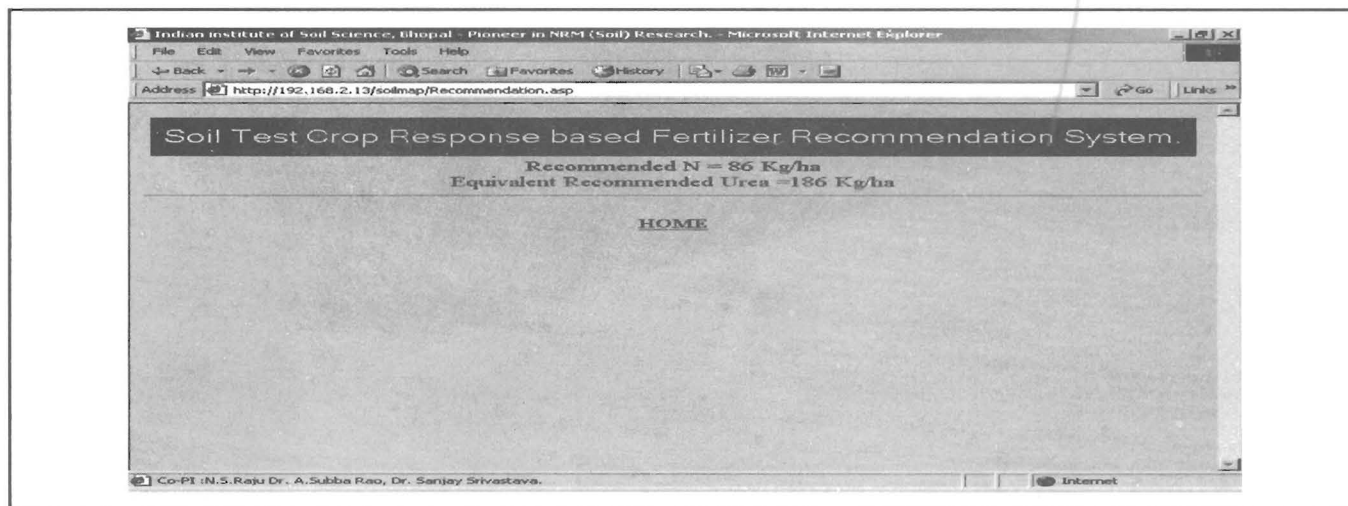 Indian Institute of Soil Science, Bhopal - Pioneer in NRM (Soil) Research. - Microsoft Internet Explorer
File Edit View Favorites Tools Help
Back Search Favorites History
Address http://192.168.2.13/soilmap/Recommendation.asp Go Links »
Soil Test Crop Response based Fertilizer Recommendation System.
Recommended N = 86 Kg/ha
Equivalent Recommended Urea =186 Kg/ha
HOME
Co-PI :N.S.Raju Dr. A.Subba Rao, Dr. Sanjay Srivastava. Internet